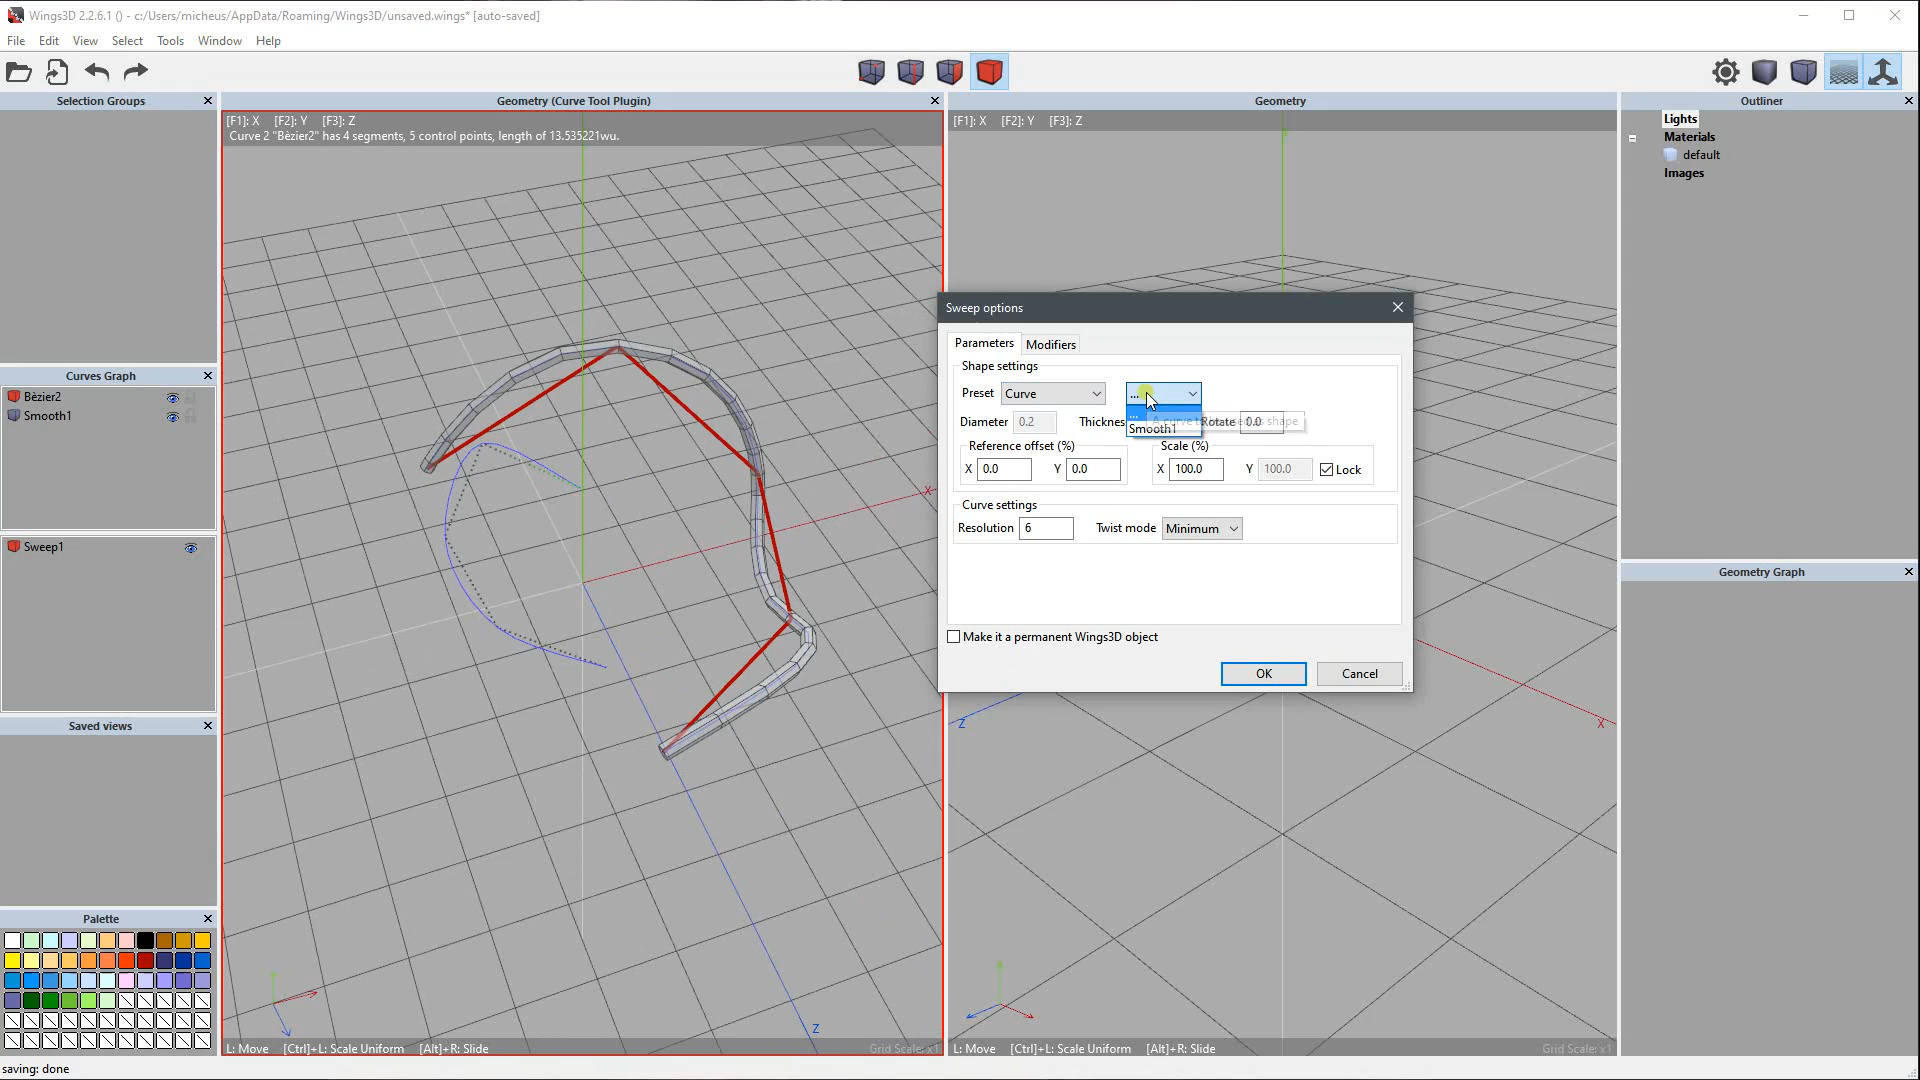 Wings3D 2.2.6.1 () - c:/Users/micheus/AppData/Roaming/Wings3D/unsaved.wings* [auto-saved]
File Edit View Select Tools Window Help
Selection Groups
Geometry (Curve Tool Plugin)
Geometry
Outliner
[F1]: X [F2]: Y [F3]: Z
Curve 2 "Bèzier2" has 4 segments, 5 control points, length of 13.535221wu.
[F1]: X [F2]: Y [F3]: Z
Lights
Materials
default
Images
Curves Graph
Bèzier2
Smooth1
Sweep1
Saved views
Palette
X
Z
Sweep options
Parameters Modifiers
Shape settings
Preset Curve ...
...
Smooth1
Diameter 0.2 Rotate 0.0
Reference offset (%)
X 0.0 Y 0.0
Scale (%)
X 100.0 Y 100.0 Lock
Curve settings
Resolution 6 Twist mode Minimum
Make it a permanent Wings3D object
OK Cancel
Z
X
Geometry Graph
L: Move [Ctrl]+L: Scale Uniform [Alt]+R: Slide
Grid Scale: x1
L: Move [Ctrl]+L: Scale Uniform [Alt]+R: Slide
Grid Scale: x1
saving: done